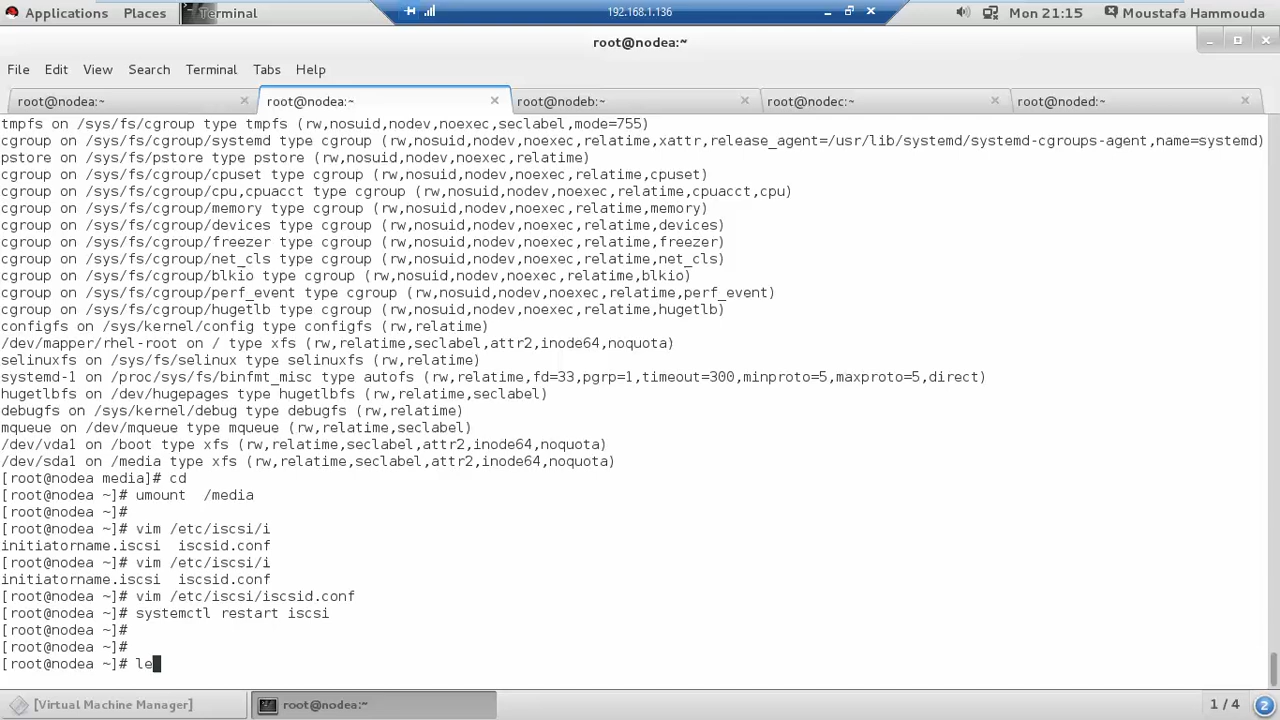 Applications Places Terminal 192.168.1.136 Mon 21:15 Moustafa Hammouda
root@nodea:~
File Edit View Search Terminal Tabs Help
root@nodea:~ root@nodea:~ root@nodeb:~ root@nodec:~ root@noded:~
tmpfs on /sys/fs/cgroup type tmpfs (rw,nosuid,nodev,noexec,seclabel,mode=755)
cgroup on /sys/fs/cgroup/systemd type cgroup (rw,nosuid,nodev,noexec,relatime,xattr,release_agent=/usr/lib/systemd/systemd-cgroups-agent,name=systemd)
pstore on /sys/fs/pstore type pstore (rw,nosuid,nodev,noexec,relatime)
cgroup on /sys/fs/cgroup/cpuset type cgroup (rw,nosuid,nodev,noexec,relatime,cpuset)
cgroup on /sys/fs/cgroup/cpu,cpuacct type cgroup (rw,nosuid,nodev,noexec,relatime,cpuacct,cpu)
cgroup on /sys/fs/cgroup/memory type cgroup (rw,nosuid,nodev,noexec,relatime,memory)
cgroup on /sys/fs/cgroup/devices type cgroup (rw,nosuid,nodev,noexec,relatime,devices)
cgroup on /sys/fs/cgroup/freezer type cgroup (rw,nosuid,nodev,noexec,relatime,freezer)
cgroup on /sys/fs/cgroup/net_cls type cgroup (rw,nosuid,nodev,noexec,relatime,net_cls)
cgroup on /sys/fs/cgroup/blkio type cgroup (rw,nosuid,nodev,noexec,relatime,blkio)
cgroup on /sys/fs/cgroup/perf_event type cgroup (rw,nosuid,nodev,noexec,relatime,perf_event)
cgroup on /sys/fs/cgroup/hugetlb type cgroup (rw,nosuid,nodev,noexec,relatime,hugetlb)
configfs on /sys/kernel/config type configfs (rw,relatime)
/dev/mapper/rhel-root on / type xfs (rw,relatime,seclabel,attr2,inode64,noquota)
selinuxfs on /sys/fs/selinux type selinuxfs (rw,relatime)
systemd-1 on /proc/sys/fs/binfmt_misc type autofs (rw,relatime,fd=33,pgrp=1,timeout=300,minproto=5,maxproto=5,direct)
hugetlbfs on /dev/hugepages type hugetlbfs (rw,relatime,seclabel)
debugfs on /sys/kernel/debug type debugfs (rw,relatime)
mqueue on /dev/mqueue type mqueue (rw,relatime,seclabel)
/dev/vda1 on /boot type xfs (rw,relatime,seclabel,attr2,inode64,noquota)
/dev/sda1 on /media type xfs (rw,relatime,seclabel,attr2,inode64,noquota)
[root@nodea media]# cd
[root@nodea ~]# umount  /media
[root@nodea ~]#
[root@nodea ~]# vim /etc/iscsi/i
initiatorname.iscsi  iscsid.conf
[root@nodea ~]# vim /etc/iscsi/i
initiatorname.iscsi  iscsid.conf
[root@nodea ~]# vim /etc/iscsi/iscsid.conf
[root@nodea ~]# systemctl restart iscsi
[root@nodea ~]#
[root@nodea ~]#
[root@nodea ~]# le
[Virtual Machine Manager] root@nodea:~ 1 / 4 2